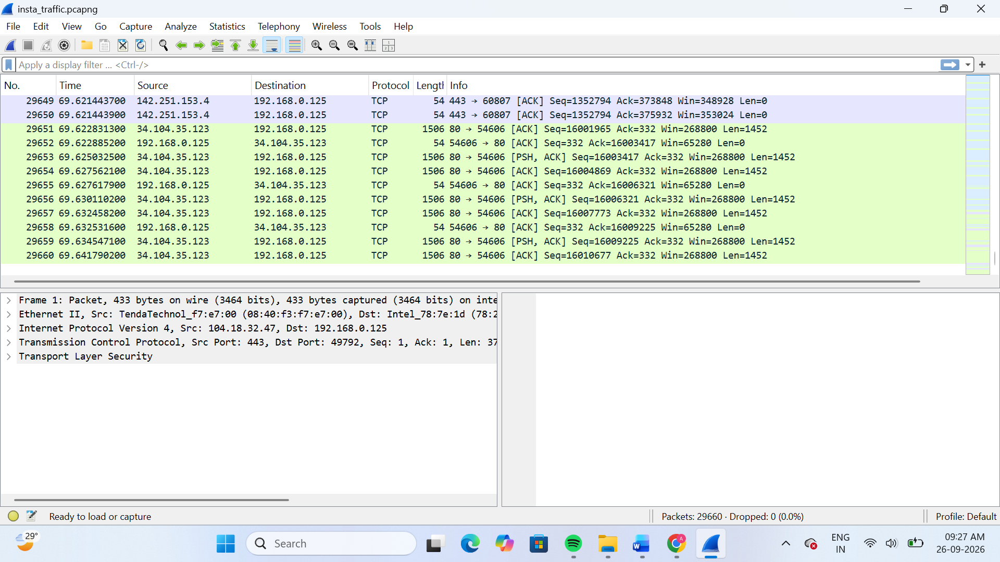 insta_traffic.pcapng
File Edit View Go Capture Analyze Statistics Telephony Wireless Tools Help
Apply a display filter ... <Ctrl-/>
No. Time Source Destination Protocol Lengtl Info
29649 69.621443700 142.251.153.4 192.168.0.125 TCP 54 443 → 60807 [ACK] Seq=1352794 Ack=373848 Win=348928 Len=0
29650 69.621443900 142.251.153.4 192.168.0.125 TCP 54 443 → 60807 [ACK] Seq=1352794 Ack=375932 Win=353024 Len=0
29651 69.622831300 34.104.35.123 192.168.0.125 TCP 1506 80 → 54606 [ACK] Seq=16001965 Ack=332 Win=268800 Len=1452
29652 69.622885200 192.168.0.125 34.104.35.123 TCP 54 54606 → 80 [ACK] Seq=332 Ack=16003417 Win=65280 Len=0
29653 69.625032500 34.104.35.123 192.168.0.125 TCP 1506 80 → 54606 [PSH, ACK] Seq=16003417 Ack=332 Win=268800 Len=1452
29654 69.627562100 34.104.35.123 192.168.0.125 TCP 1506 80 → 54606 [ACK] Seq=16004869 Ack=332 Win=268800 Len=1452
29655 69.627617900 192.168.0.125 34.104.35.123 TCP 54 54606 → 80 [ACK] Seq=332 Ack=16006321 Win=65280 Len=0
29656 69.630110200 34.104.35.123 192.168.0.125 TCP 1506 80 → 54606 [PSH, ACK] Seq=16006321 Ack=332 Win=268800 Len=1452
29657 69.632458200 34.104.35.123 192.168.0.125 TCP 1506 80 → 54606 [ACK] Seq=16007773 Ack=332 Win=268800 Len=1452
29658 69.632531600 192.168.0.125 34.104.35.123 TCP 54 54606 → 80 [ACK] Seq=332 Ack=16009225 Win=65280 Len=0
29659 69.634547100 34.104.35.123 192.168.0.125 TCP 1506 80 → 54606 [PSH, ACK] Seq=16009225 Ack=332 Win=268800 Len=1452
29660 69.641790200 34.104.35.123 192.168.0.125 TCP 1506 80 → 54606 [ACK] Seq=16010677 Ack=332 Win=268800 Len=1452
Frame 1: Packet, 433 bytes on wire (3464 bits), 433 bytes captured (3464 bits) on inte
Ethernet II, Src: TendaTechnol_f7:e7:00 (08:40:f3:f7:e7:00), Dst: Intel_78:7e:1d (78:2
Internet Protocol Version 4, Src: 104.18.32.47, Dst: 192.168.0.125
Transmission Control Protocol, Src Port: 443, Dst Port: 49792, Seq: 1, Ack: 1, Len: 37
Transport Layer Security
Ready to load or capture
Packets: 29660 · Dropped: 0 (0.0%)
Profile: Default
29°
Search
ENG
IN
09:27 AM
26-09-2026